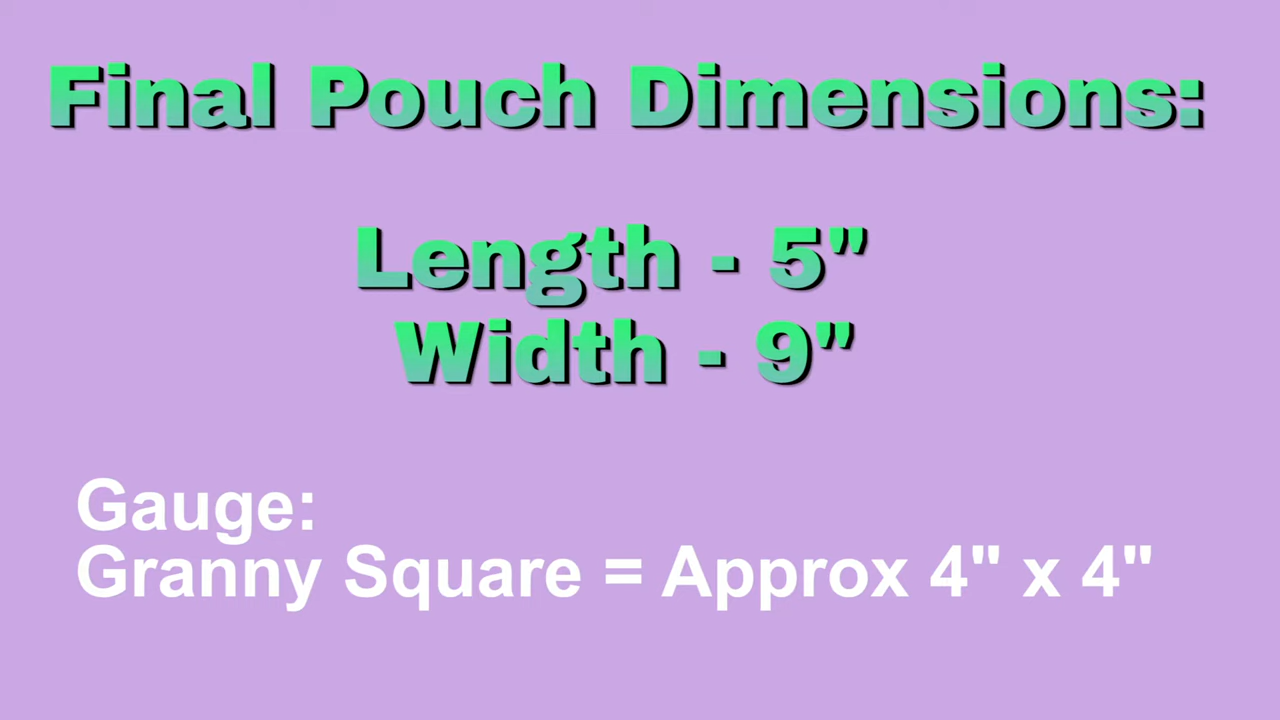 Final Pouch Dimensions:
Length - 5"
Width - 9"
Gauge:
Granny Square = Approx 4" x 4"